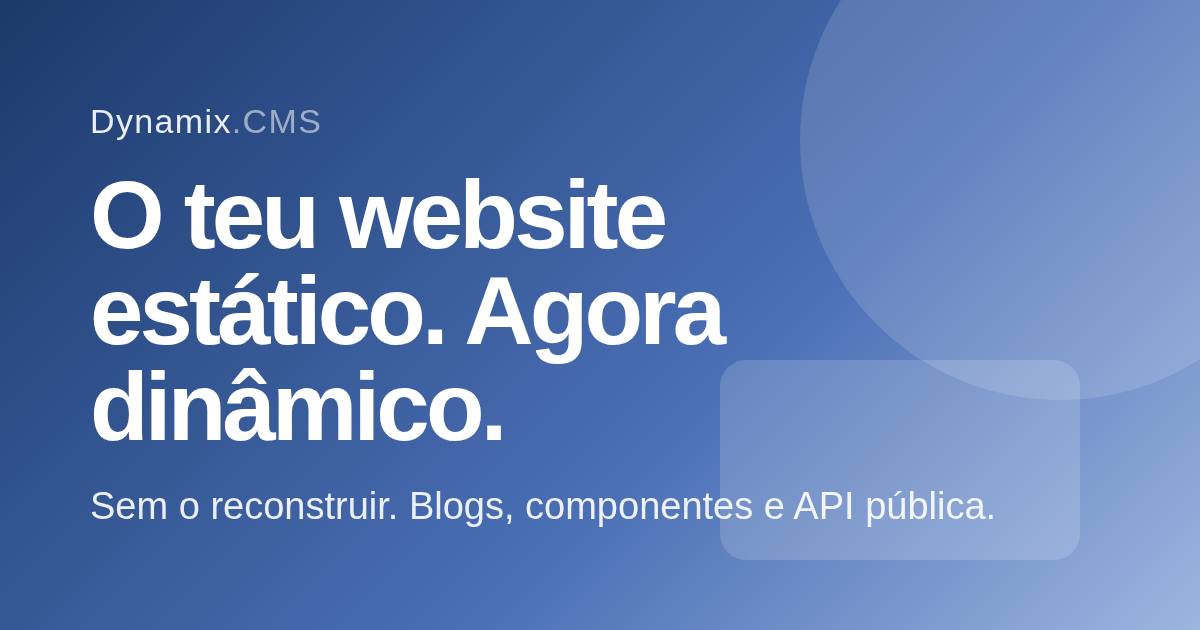 Dynamix.CMS
O teu website
estático. Agora
dinâmico.
Sem o reconstruir. Blogs, componentes e API pública.